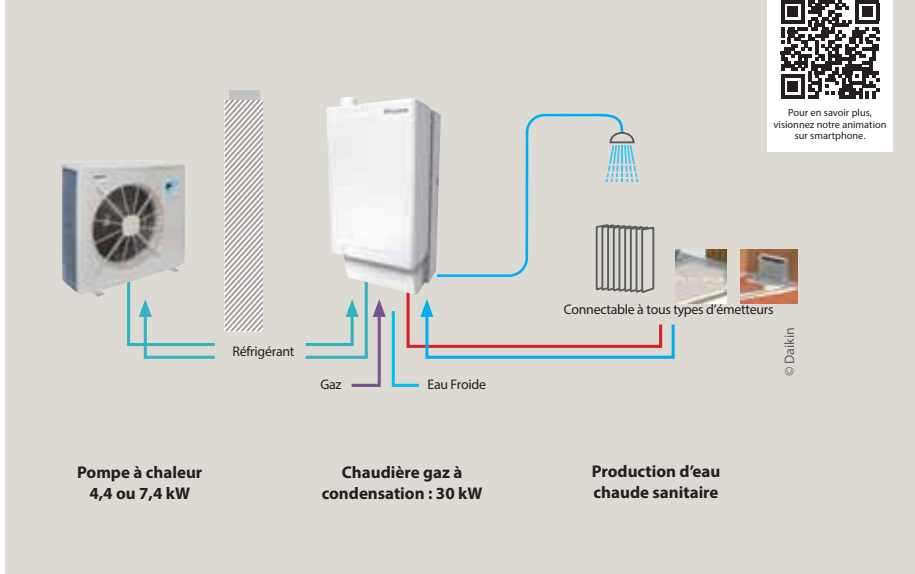 Pour en savoir plus,
visionnez notre animation
sur smartphone.
Connectable à tous types d'émetteurs
Réfrigérant
Gaz
Eau Froide
© Daikin
Pompe à chaleur
4,4 ou 7,4 kW
Chaudière gaz à
condensation : 30 kW
Production d'eau
chaude sanitaire